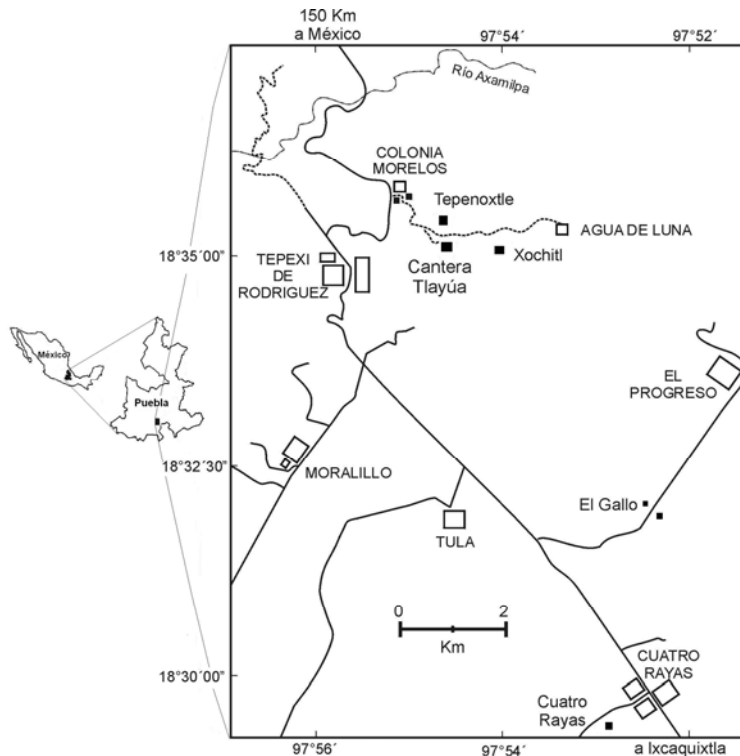 150 Km
a México
97°54´
97°52´
Río Axamilpa
COLONIA
MORELOS
Tepenoxtle
AGUA DE LUNA
18°35´00"
TEPEXI
DE
RODRIGUEZ
Cantera
Tlayúa
Xochitl
México
Puebla
EL
PROGRESO
18°32´30"
MORALILLO
El Gallo
TULA
0
2
Km
18°30´00"
CUATRO
RAYAS
Cuatro
Rayas
97°56´
97°54´
a Ixcaquixtla